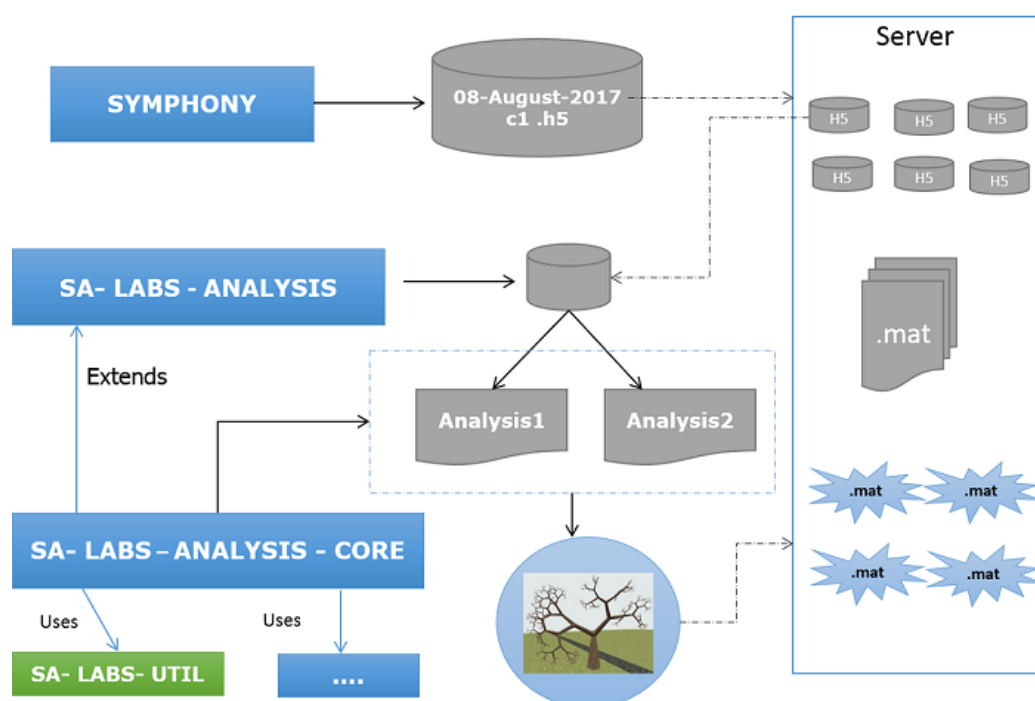 Server
SYMPHONY
08-August-2017
c1 .h5
H5
H5
H5
H5
H5
H5
SA- LABS - ANALYSIS
.mat
Extends
Analysis1
Analysis2
.mat
.mat
SA- LABS – ANALYSIS - CORE
.mat
.mat
Uses
Uses
SA- LABS- UTIL
....